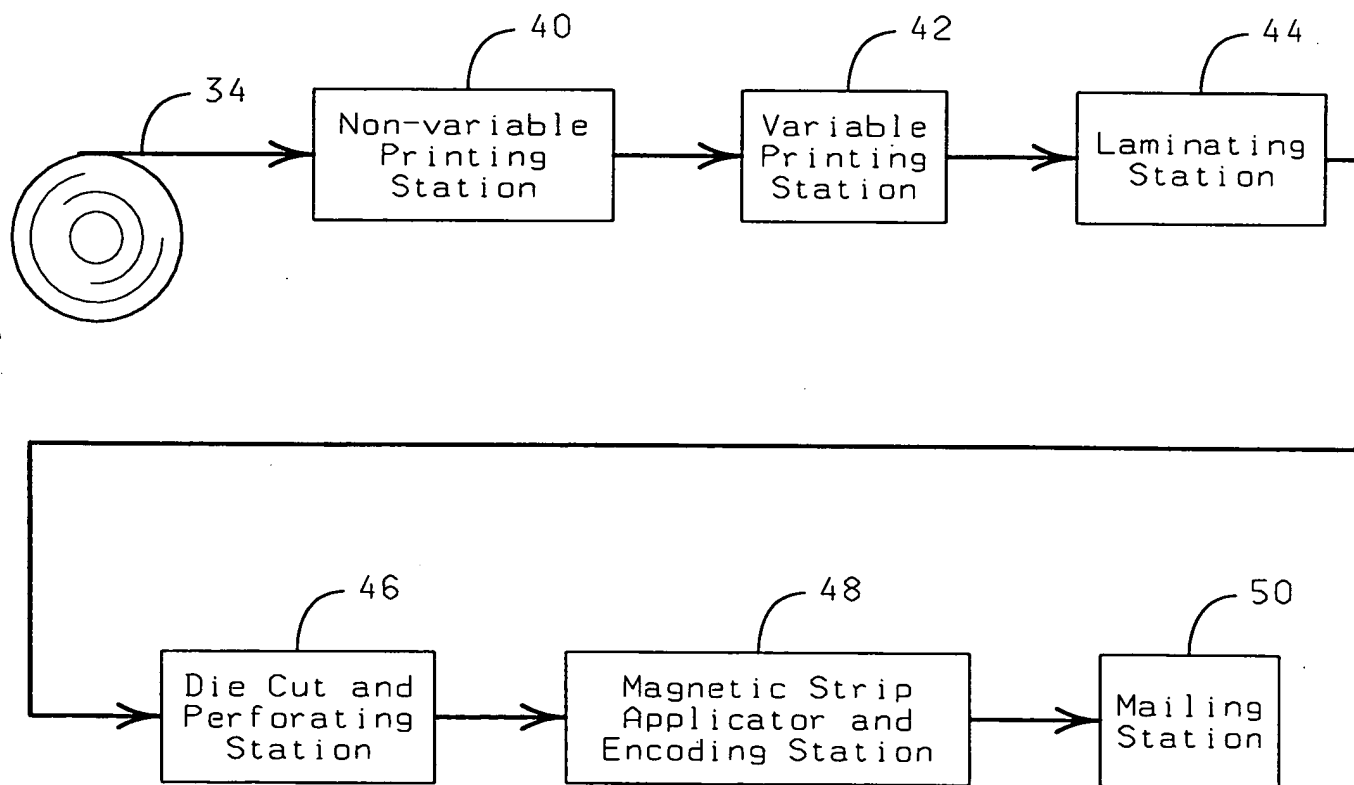 40
42
44
34
Non-variable
Printing
Station
Variable
Printing
Station
Laminating
Station
46
48
50
Die Cut and
Perforating
Station
Magnetic Strip
Applicator and
Encoding Station
Mailing
Station